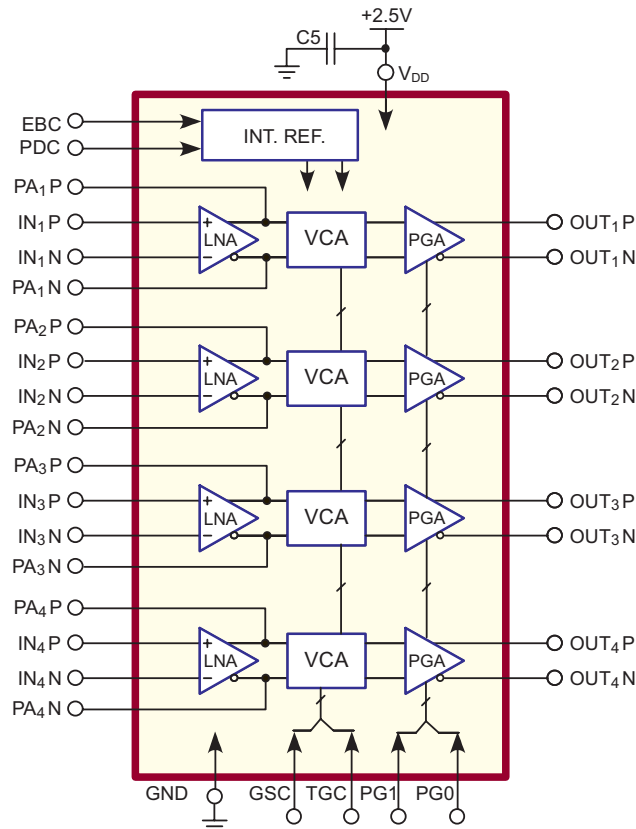 +2.5V
C5
VDD
EBC
PDC
INT. REF.
PA1P
IN1P
IN1N
PA1N
+
−
LNA
VCA
PGA
OUT1P
OUT1N
PA2P
IN2P
IN2N
PA2N
+
−
LNA
VCA
PGA
OUT2P
OUT2N
PA3P
IN3P
IN3N
PA3N
+
−
LNA
VCA
PGA
OUT3P
OUT3N
PA4P
IN4P
IN4N
PA4N
+
−
LNA
VCA
PGA
OUT4P
OUT4N
GND
GSC
TGC
PG1
PG0